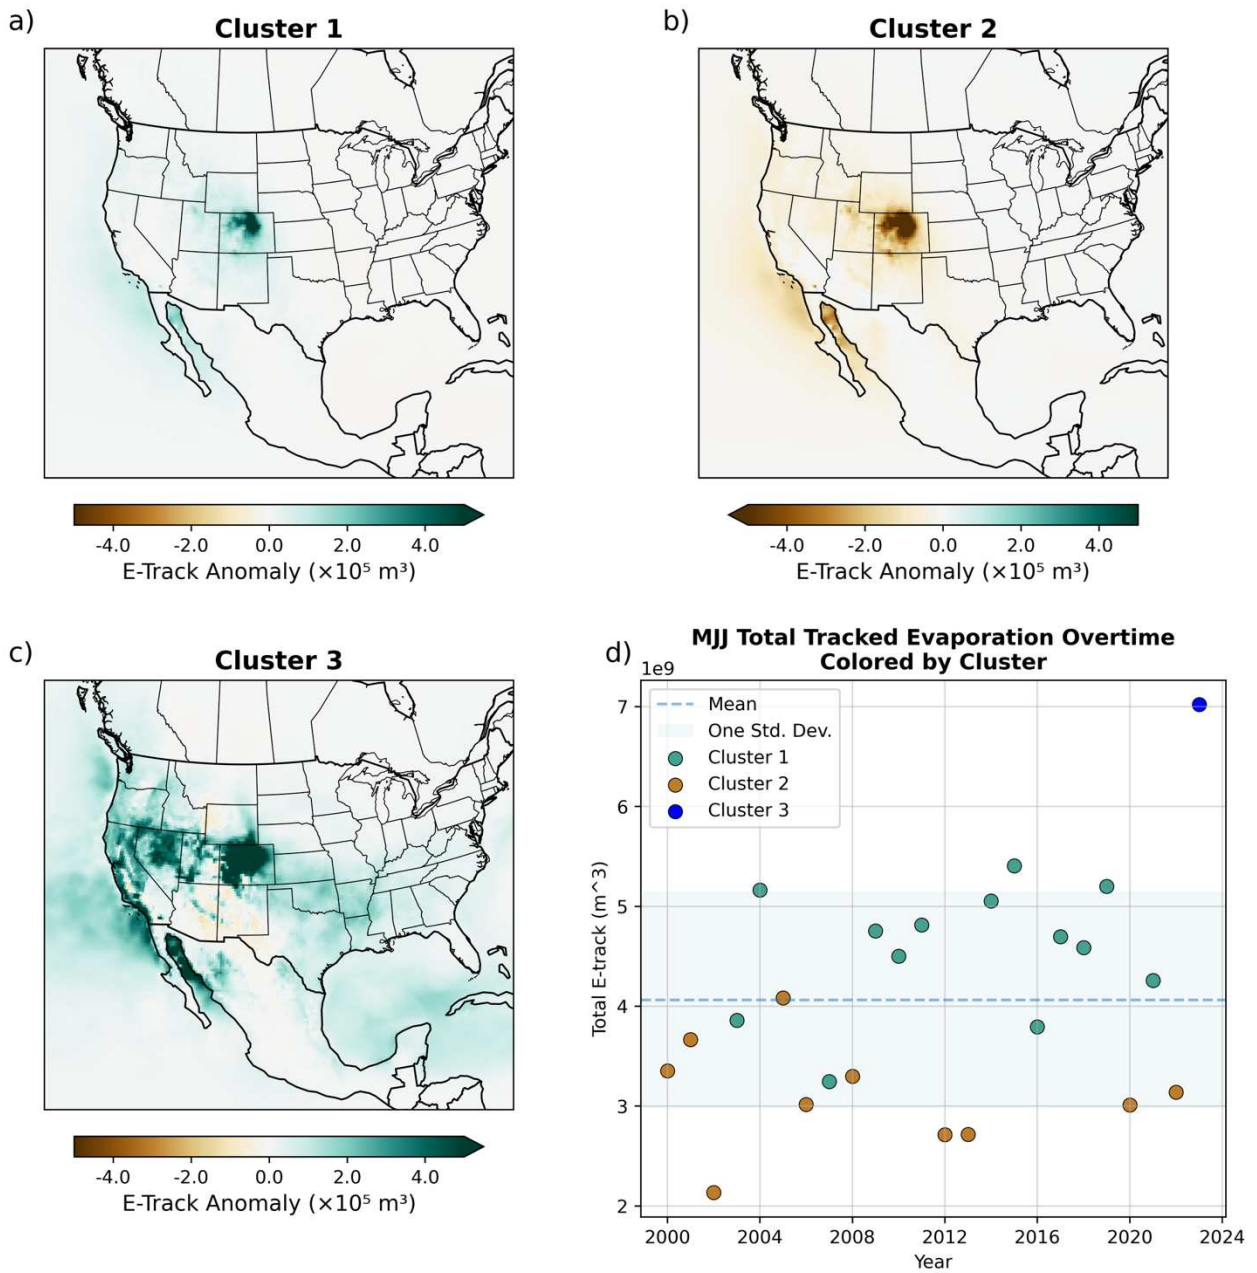 a)
Cluster 1
-4.0 -2.0 0.0 2.0 4.0
E-Track Anomaly (×10⁵ m³)
b)
Cluster 2
-4.0 -2.0 0.0 2.0 4.0
E-Track Anomaly (×10⁵ m³)
c)
Cluster 3
-4.0 -2.0 0.0 2.0 4.0
E-Track Anomaly (×10⁵ m³)
d)
MJJ Total Tracked Evaporation Overtime
Colored by Cluster
1e9
Mean
One Std. Dev.
Cluster 1
Cluster 2
Cluster 3
7
6
5
4
3
2
Total E-track (m^3)
2000 2004 2008 2012 2016 2020 2024
Year